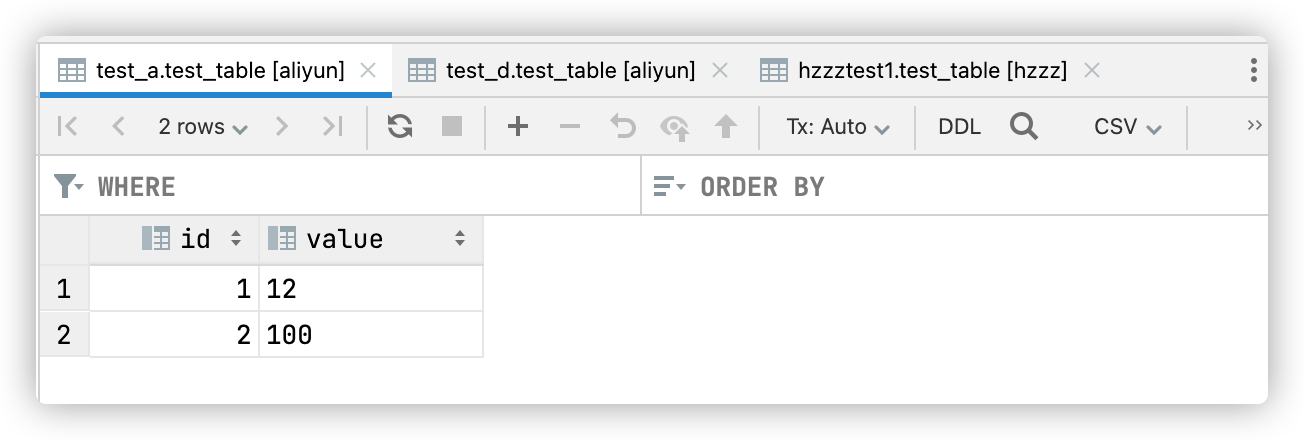 test_a.test_table [aliyun] test_d.test_table [aliyun] hzzztest1.test_table [hzzz]
2 rows Tx: Auto DDL CSV
WHERE ORDER BY
id value
1 1 12
2 2 100